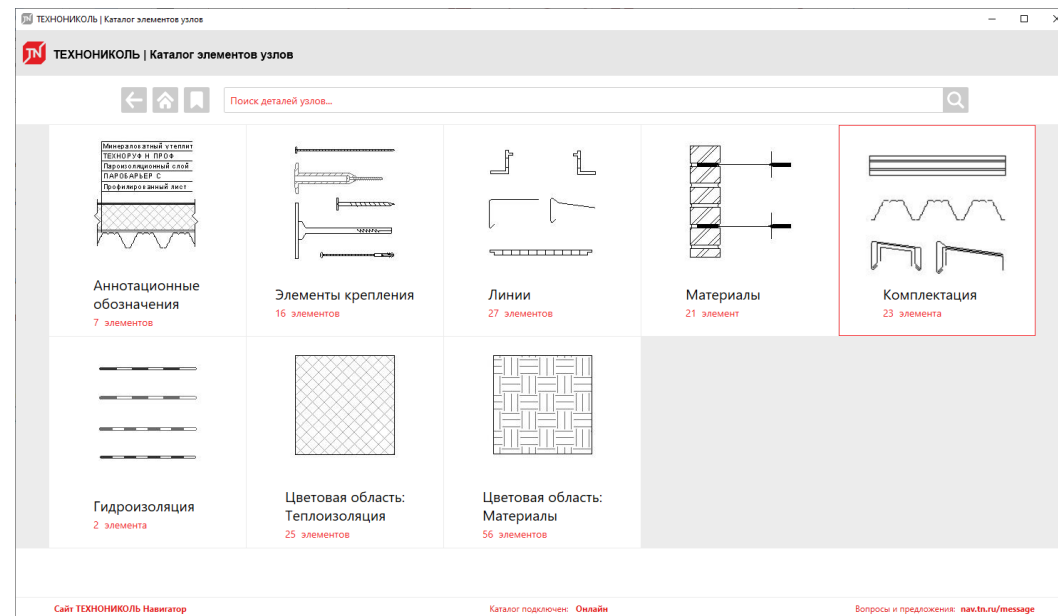 ТЕХНОНИКОЛЬ | Каталог элементов узлов
ТЕХНОНИКОЛЬ | Каталог элементов узлов
Поиск деталей узлов...
Минераловатный утеплит
ТЕХНОРУФ Н ПРОФ
Пароизоляционный слой
ПАРОБАРЬЕР С
Профилированный лист
Аннотационные
обозначения
7 элементов
Элементы крепления
16 элементов
Линии
27 элементов
Материалы
21 элемент
Комплектация
23 элемента
Гидроизоляция
2 элемента
Цветовая область:
Теплоизоляция
25 элементов
Цветовая область:
Материалы
56 элементов
Сайт ТЕХНОНИКОЛЬ Навигатор
Каталог подключен: Онлайн
Вопросы и предложения: nav.tn.ru/message